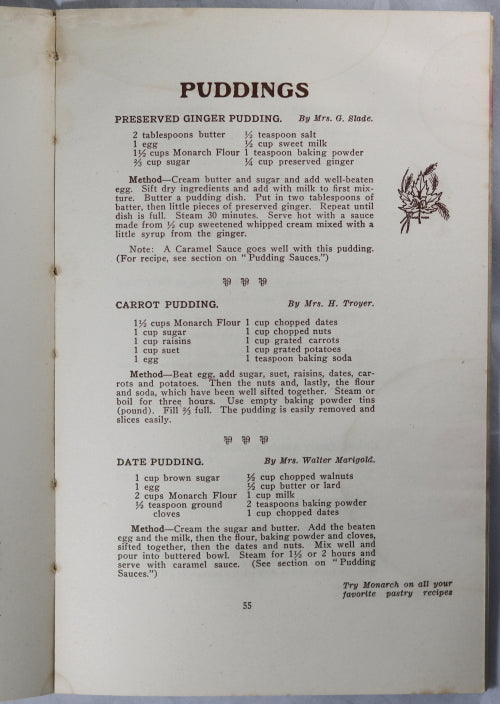 PUDDINGS
PRESERVED GINGER PUDDING. By Mrs. G. Slade.
2 tablespoons butter ½ teaspoon salt
1 egg ½ cup sweet milk
1½ cups Monarch Flour 1 teaspoon baking powder
⅔ cup sugar ¼ cup preserved ginger
Method—Cream butter and sugar and add well-beaten
egg. Sift dry ingredients and add with milk to first mix-
ture. Butter a pudding dish. Put in two tablespoons of
batter, then little pieces of preserved ginger. Repeat until
dish is full. Steam 30 minutes. Serve hot with a sauce
made from ½ cup sweetened whipped cream mixed with a
little syrup from the ginger.
Note: A Caramel Sauce goes well with this pudding.
(For recipe, see section on "Pudding Sauces.")
CARROT PUDDING. By Mrs. H. Troyer.
1½ cups Monarch Flour 1 cup chopped dates
1 cup sugar 1 cup chopped nuts
1 cup raisins 1 cup grated carrots
1 cup suet 1 cup grated potatoes
1 egg 1 teaspoon baking soda
Method—Beat egg, add sugar, suet, raisins, dates, car-
rots and potatoes. Then the nuts and, lastly, the flour
and soda, which have been well sifted together. Steam or
boil for three hours. Use empty baking powder tins
(pound). Fill ⅔ full. The pudding is easily removed and
slices easily.
DATE PUDDING. By Mrs. Walter Marigold.
1 cup brown sugar ½ cup chopped walnuts
1 egg ½ cup butter or lard
2 cups Monarch Flour 1 cup milk
½ teaspoon ground 2 teaspoons baking powder
cloves 1 cup chopped dates
Method—Cream the sugar and butter. Add the beaten
egg and the milk, then the flour, baking powder and cloves,
sifted together, then the dates and nuts. Mix well and
pour into buttered bowl. Steam for 1½ or 2 hours and
serve with caramel sauce. (See section on "Pudding
Sauces.")
Try Monarch on all your
favorite pastry recipes
55